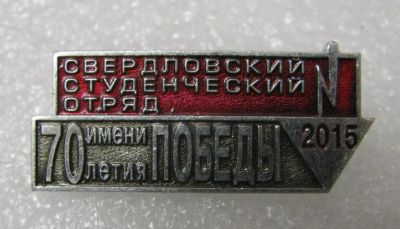 СВЕРДЛОВСКИЙ
СТУДЕНЧЕСКИЙ
ОТРЯД
имени
70 летия ПОБЕДЫ
2015